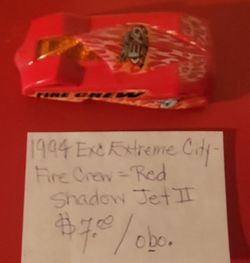 FIRE CREW
1994 Exc Extreme City-
Fire Crew = Red
Shadow Jet II
$7.00 / obo.